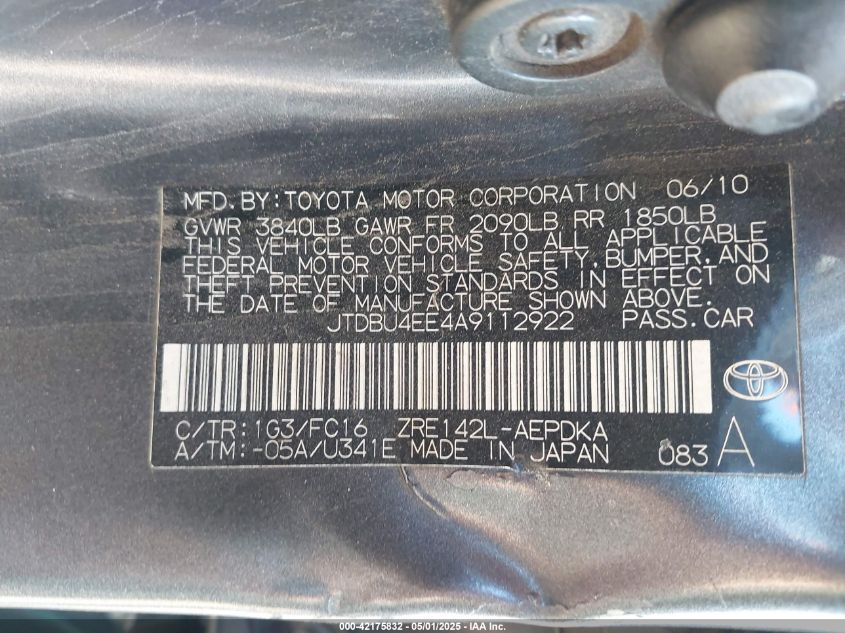 MFD.BY:TOYOTA MOTOR CORPORATION 06/10
GVWR 3840LB GAWR FR 2090LB RR 1850LB
THIS VEHICLE CONFORMS TO ALL APPLICABLE
FEDERAL MOTOR VEHICLE SAFETY,BUMPER,AND
THEFT PREVENTION STANDARDS IN EFFECT ON
THE DATE OF MANUFACTURE SHOWN ABOVE.
JTDBU4EE4A9112922 PASS.CAR
C/TR:1G3/FC16 ZRE142L-AEPDKA
A/TM:-05A/U341E MADE IN JAPAN 083 A
000-42175832 - 05/01/2025 - IAA Inc.